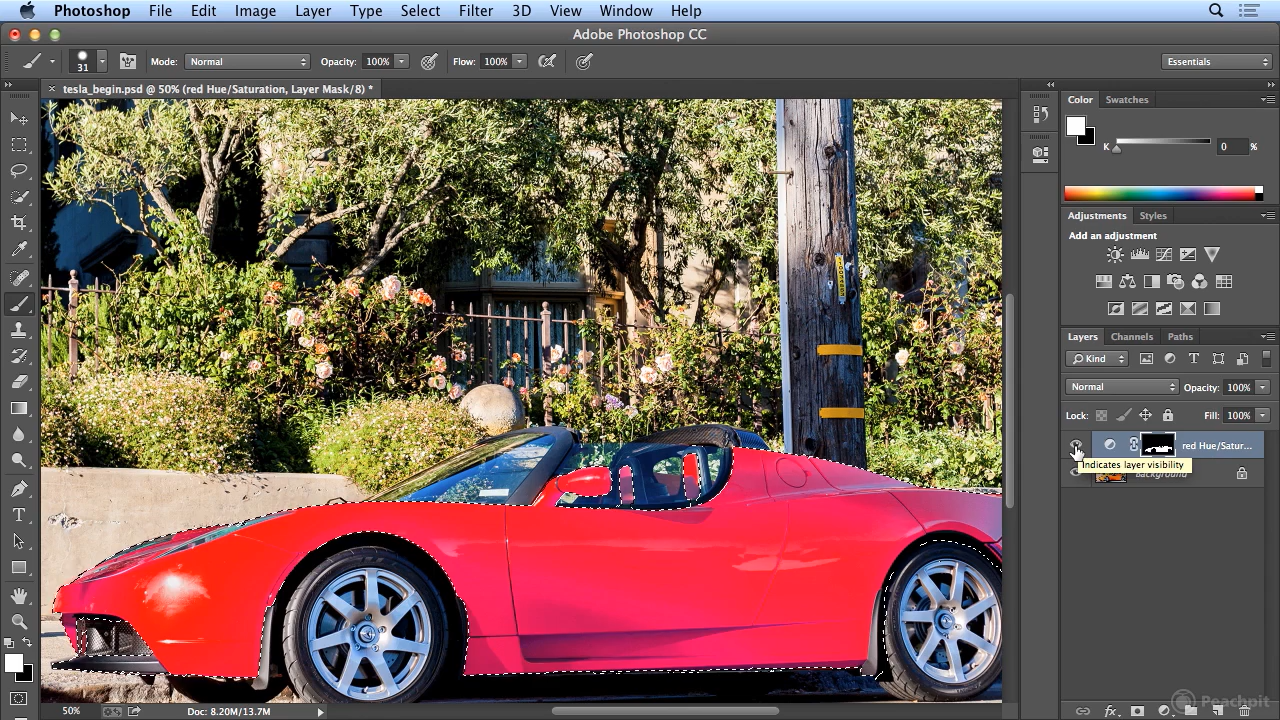 Photoshop File Edit Image Layer Type Select Filter 3D View Window Help
Adobe Photoshop CC
31 Mode: Normal Opacity: 100% Flow: 100% Essentials
× tesla_begin.psd @ 50% (red Hue/Saturation, Layer Mask/8) *
Color Swatches
K 0 %
Adjustments Styles
Add an adjustment
Layers Channels Paths
Kind T
Normal Opacity: 100%
Lock: Fill: 100%
red Hue/Satur...
Indicates layer visibility
Background
50% Doc: 8.20M/13.7M
fx
Peachpit